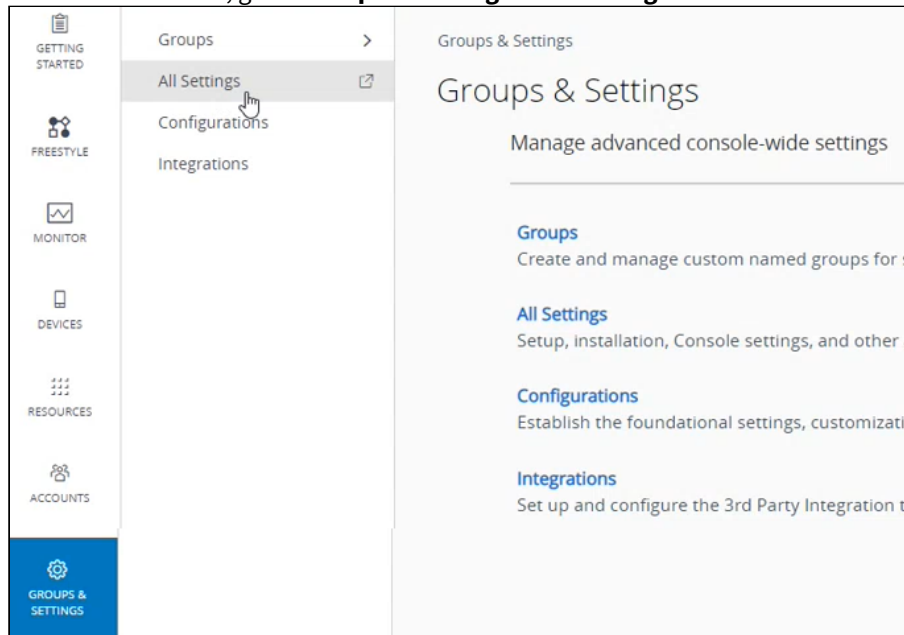 GETTING
STARTED
FREESTYLE
MONITOR
DEVICES
RESOURCES
ACCOUNTS
GROUPS &
SETTINGS
Groups
All Settings
Configurations
Integrations
Groups & Settings
Groups & Settings
Manage advanced console-wide settings
Groups
Create and manage custom named groups for
All Settings
Setup, installation, Console settings, and other
Configurations
Establish the foundational settings,
Integrations
Set up and configure the 3rd Party Integration